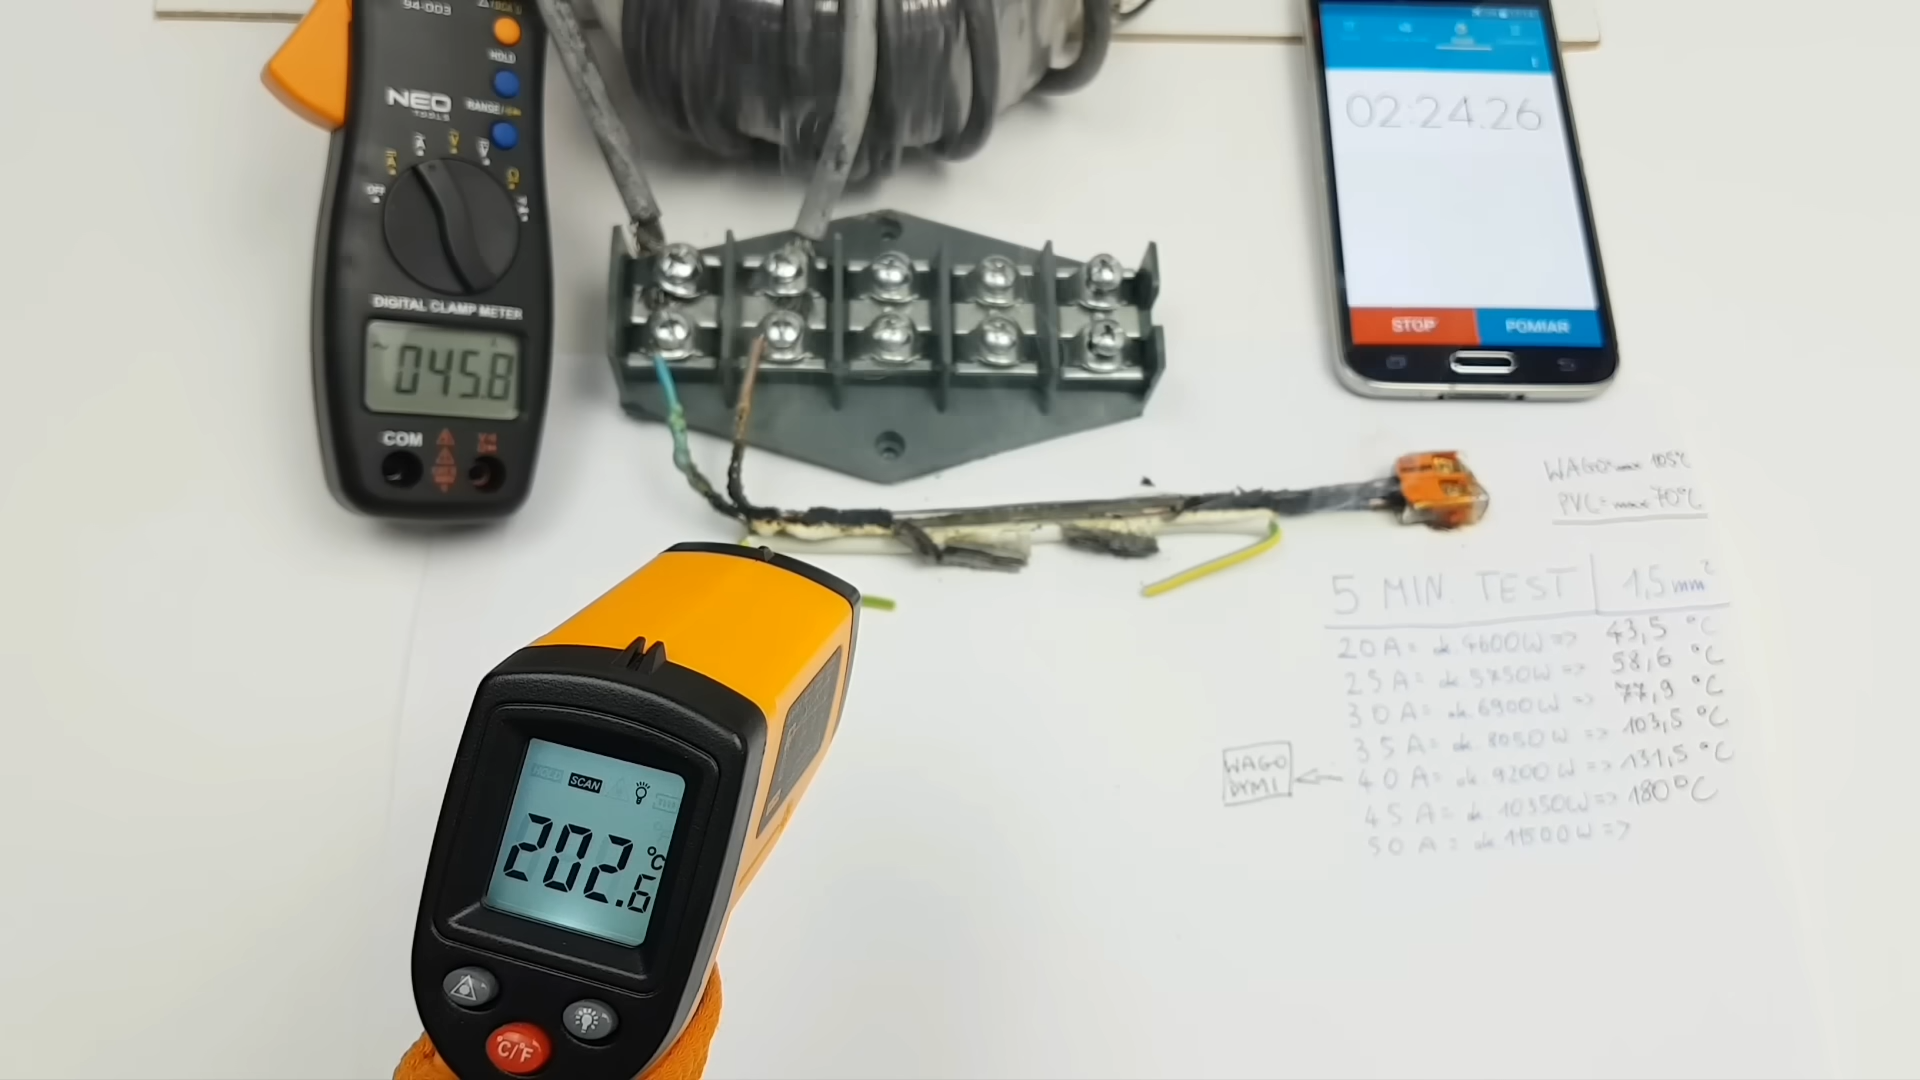 94-003
HOLD
RANGE/
NEO
TOOLS
OFF
DIGITAL CLAMP METER
045.8
COM
02:24.26
STOP
POMIAR
WAGO = max 105°C
PVC = max 70°C
5 MIN. TEST | 1,5 mm²
20 A = ok. 4600W => 43,5 °C
25 A = ok. 5750W => 58,6 °C
30 A = ok. 6900W => 77,9 °C
35 A = ok. 8050W => 103,5 °C
40 A = ok. 9200W => 131,5 °C
WAGO
DYMI
45 A = ok. 10350W => 180°C
50 A = ok. 11500W =>
HOLD SCAN
202.6 °C
°C/°F